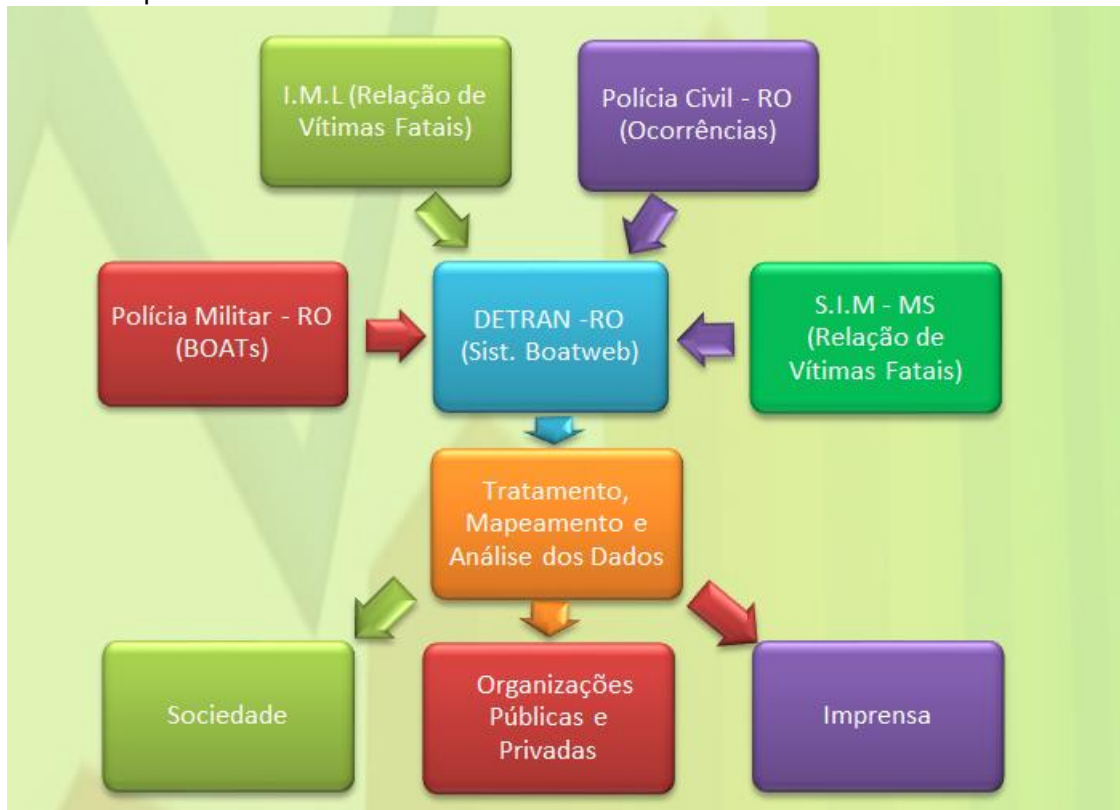 I.M.L (Relação de
Vítimas Fatais)
Polícia Civil - RO
(Ocorrências)
Polícia Militar - RO
(BOATs)
DETRAN -RO
(Sist. Boatweb)
S.I.M - MS
(Relação de
Vítimas Fatais)
Tratamento,
Mapeamento e
Análise dos Dados
Sociedade
Organizações
Públicas e
Privadas
Imprensa